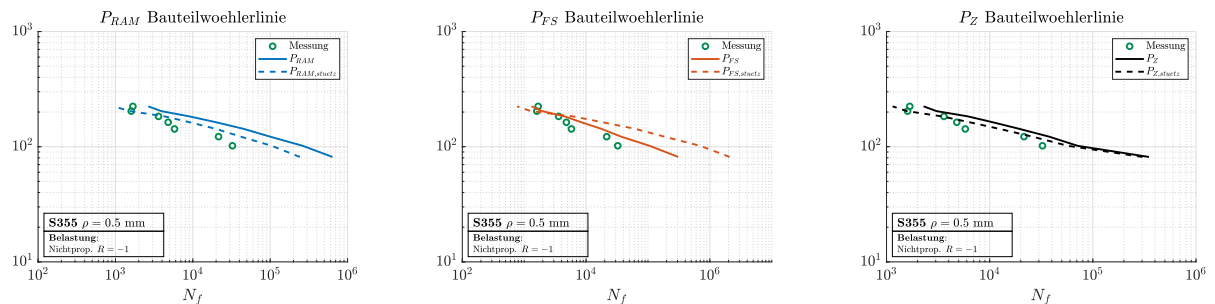 P_RAM Bauteilwoehlerlinie
10^3
10^2
10^1
Messung
P_RAM
P_RAM,stuetz
S355 ρ = 0.5 mm
Belastung:
Nichtprop. R = −1
10^2 10^3 10^4 10^5 10^6
N_f
P_FS Bauteilwoehlerlinie
10^3
10^2
10^1
Messung
P_FS
P_FS,stuetz
S355 ρ = 0.5 mm
Belastung:
Nichtprop. R = −1
10^2 10^4 10^6
N_f
P_Z Bauteilwoehlerlinie
10^3
10^2
10^1
Messung
P_Z
P_Z,stuetz
S355 ρ = 0.5 mm
Belastung:
Nichtprop. R = −1
10^3 10^4 10^5 10^6
N_f